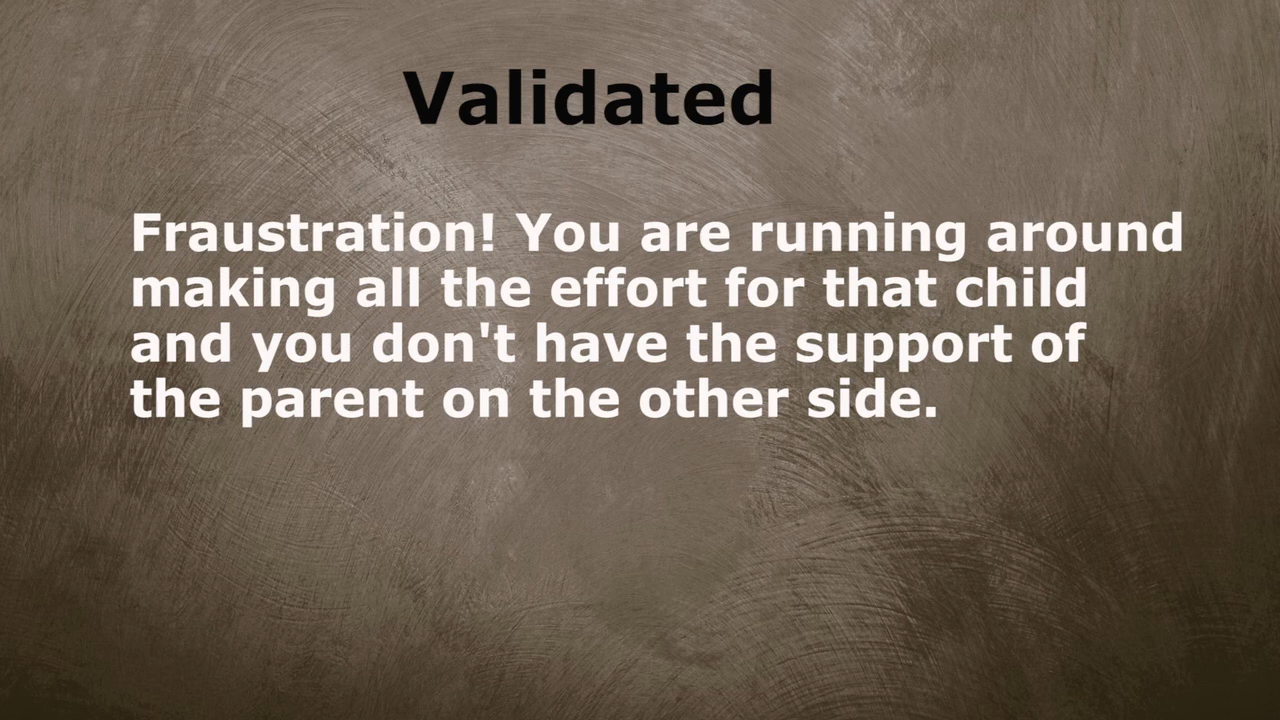 Validated
Fraustration! You are running around
making all the effort for that child
and you don't have the support of
the parent on the other side.